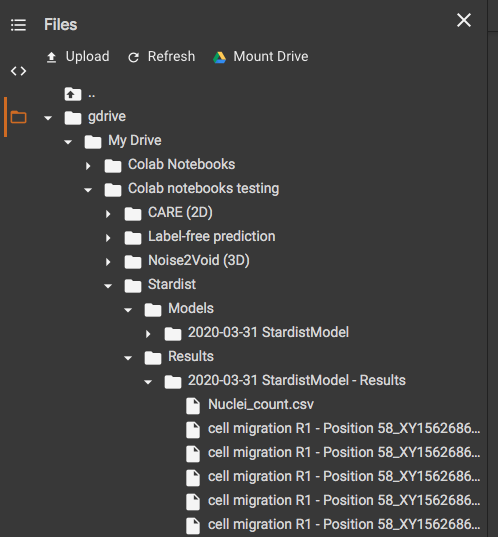 Files
Upload Refresh Mount Drive
..
gdrive
My Drive
Colab Notebooks
Colab notebooks testing
CARE (2D)
Label-free prediction
Noise2Void (3D)
Stardist
Models
2020-03-31 StardistModel
Results
2020-03-31 StardistModel - Results
Nuclei_count.csv
cell migration R1 - Position 58_XY1562686...
cell migration R1 - Position 58_XY1562686...
cell migration R1 - Position 58_XY1562686...
cell migration R1 - Position 58_XY1562686...
cell migration R1 - Position 58_XY1562686...